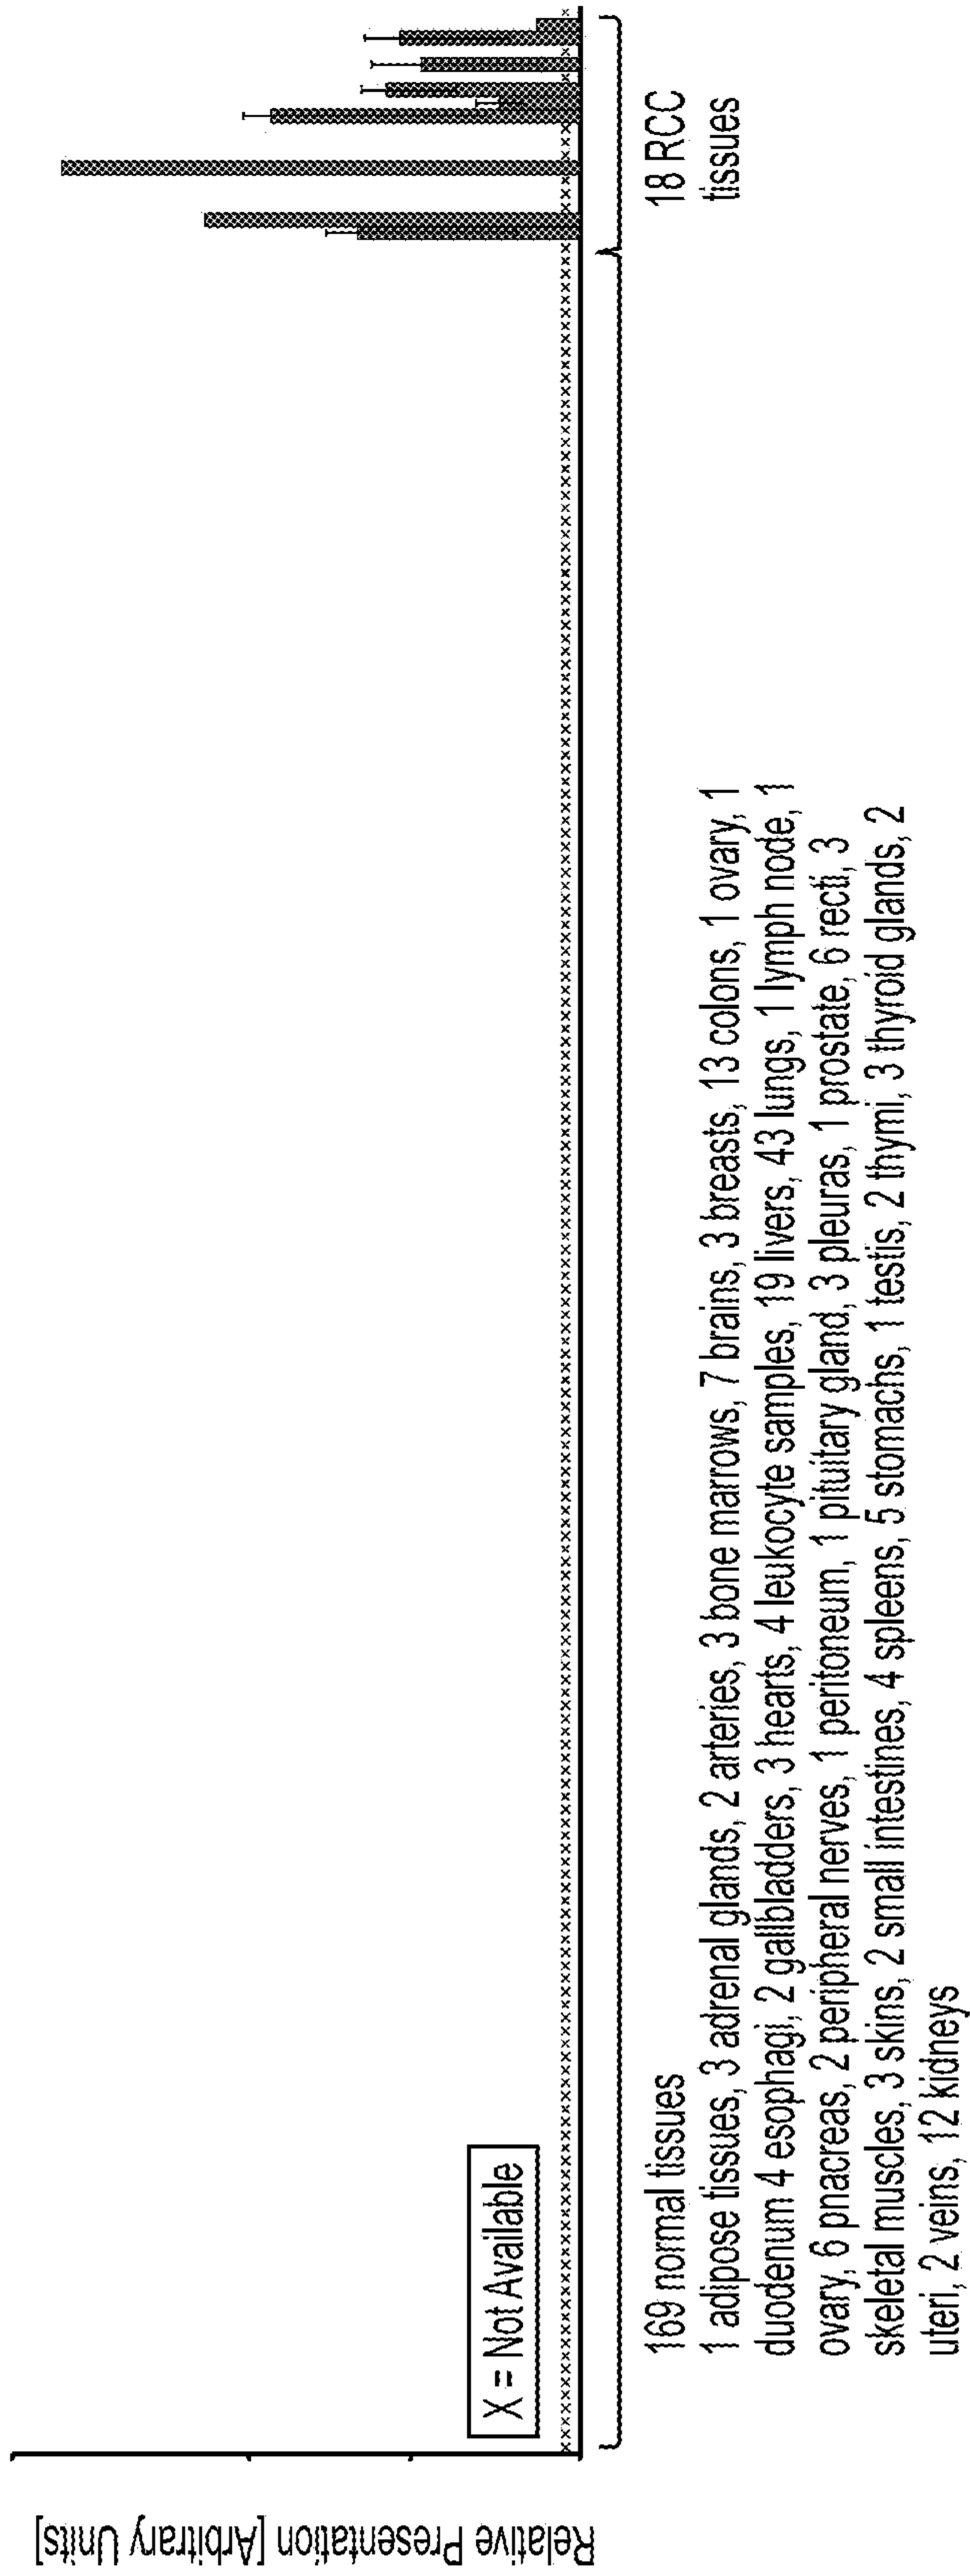 Relative Presentation [Arbitrary Units]
X = Not Available
169 normal tissues
1 adipose tissues, 3 adrenal glands, 2 arteries, 3 bone marrows, 7 brains, 3 breasts, 13 colons, 1 ovary, 1
duodenum 4 esophagi, 2 gallbladders, 3 hearts, 4 leukocyte samples, 19 livers, 43 lungs, 1 lymph node, 1
ovary, 6 pnacreas, 2 peripheral nerves, 1 peritoneum, 1 pituitary gland, 3 pleuras, 1 prostate, 6 recti, 3
skeletal muscles, 3 skins, 2 small intestines, 4 spleens, 5 stomachs, 1 testis, 2 thymi, 3 thyroid glands, 2
uteri, 2 veins, 12 kidneys
18 RCC
tissues